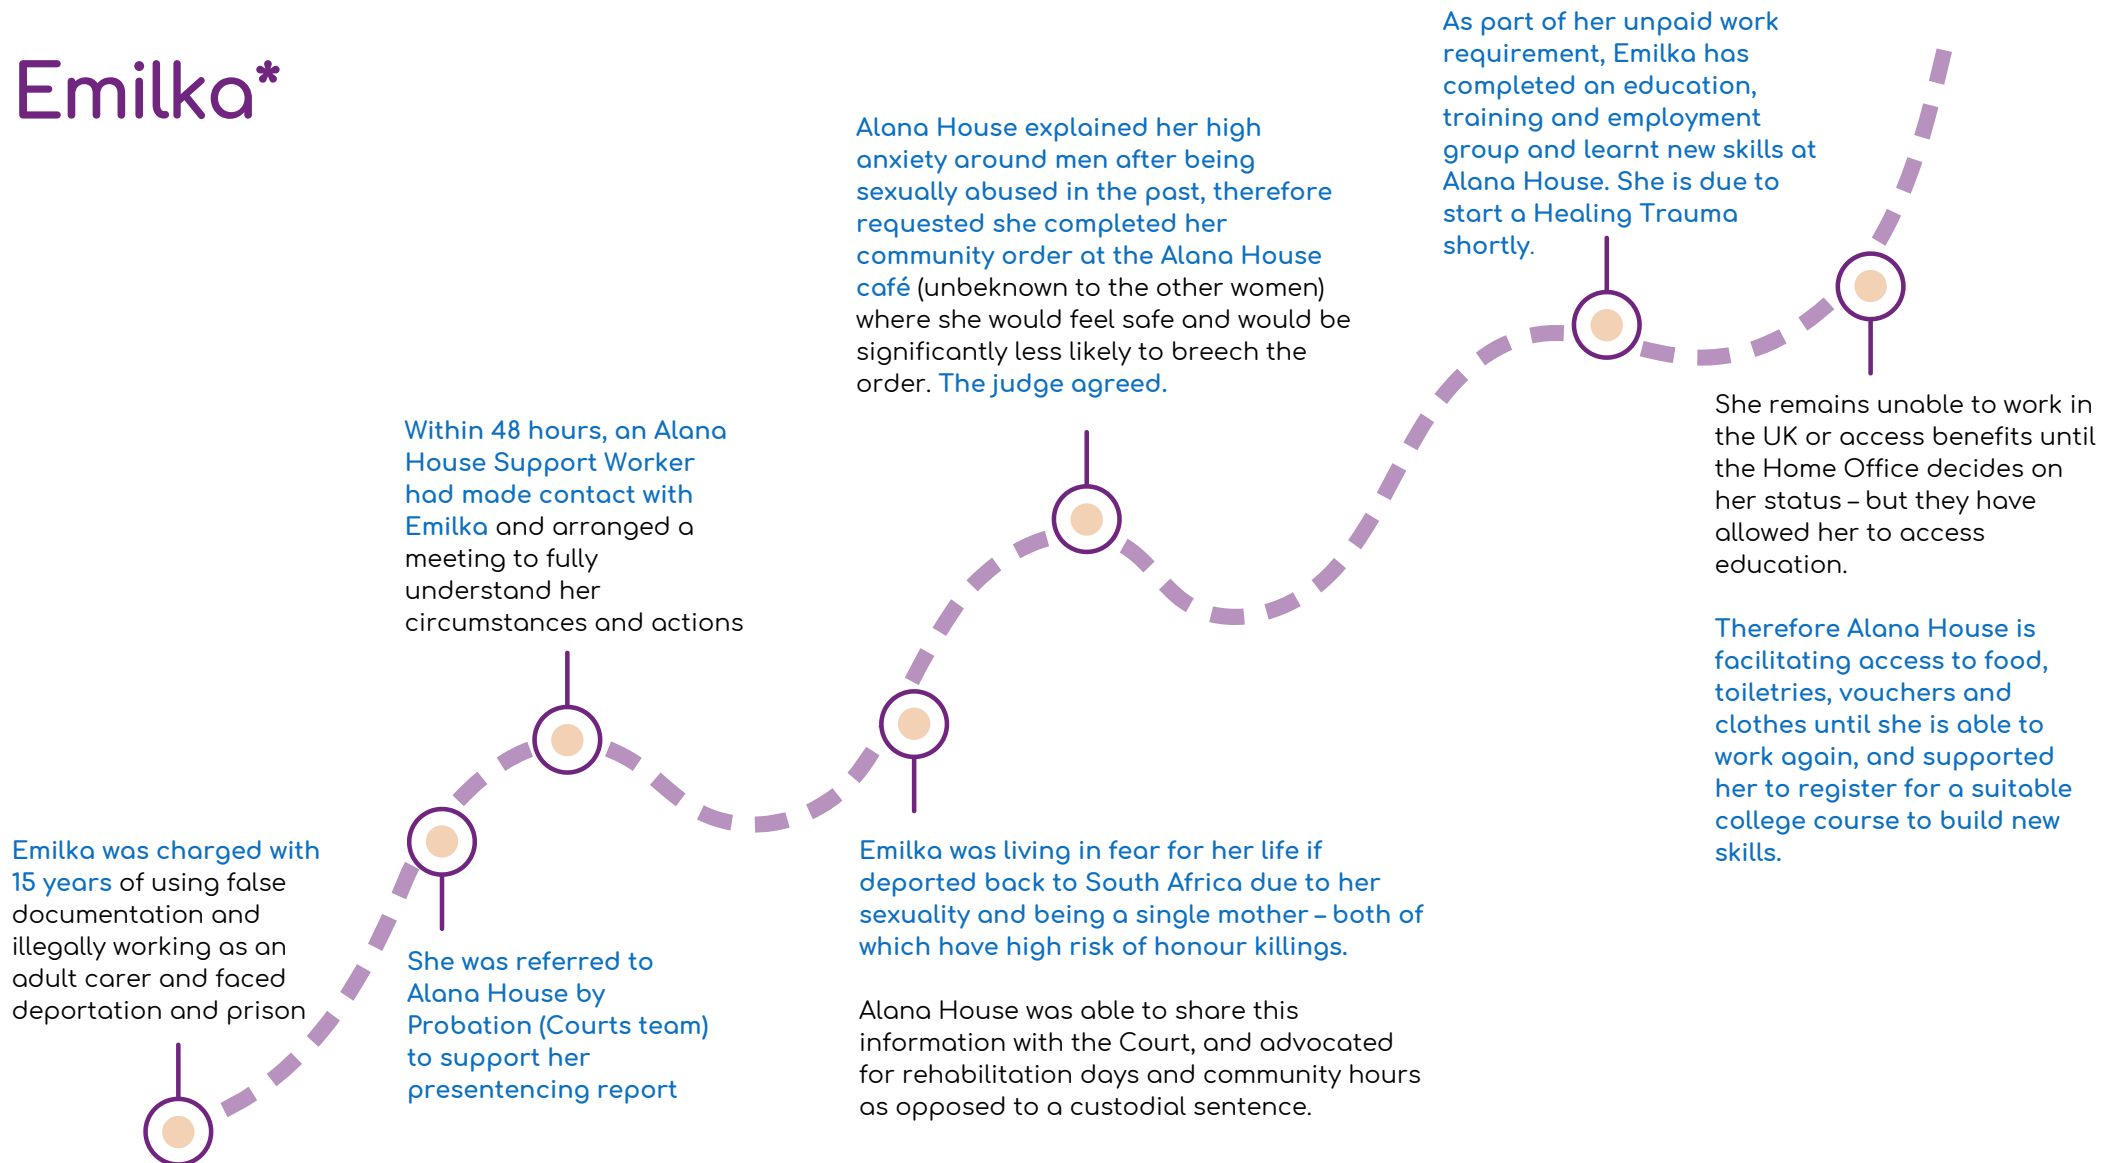 Emilka*
Emilka was charged with
15 years of using false
documentation and
illegally working as an
adult carer and faced
deportation and prison
She was referred to
Alana House by
Probation (Courts team)
to support her
presentencing report
Within 48 hours, an Alana
House Support Worker
had made contact with
Emilka and arranged a
meeting to fully
understand her
circumstances and actions
Emilka was living in fear for her life if
deported back to South Africa due to her
sexuality and being a single mother – both of
which have high risk of honour killings.
Alana House was able to share this
information with the Court, and advocated
for rehabilitation days and community hours
as opposed to a custodial sentence.
Alana House explained her high
anxiety around men after being
sexually abused in the past, therefore
requested she completed her
community order at the Alana House
café (unbeknown to the other women)
where she would feel safe and would be
significantly less likely to breech the
order. The judge agreed.
As part of her unpaid work
requirement, Emilka has
completed an education,
training and employment
group and learnt new skills at
Alana House. She is due to
start a Healing Trauma
shortly.
She remains unable to work in
the UK or access benefits until
the Home Office decides on
her status – but they have
allowed her to access
education.
Therefore Alana House is
facilitating access to food,
toiletries, vouchers and
clothes until she is able to
work again, and supported
her to register for a suitable
college course to build new
skills.